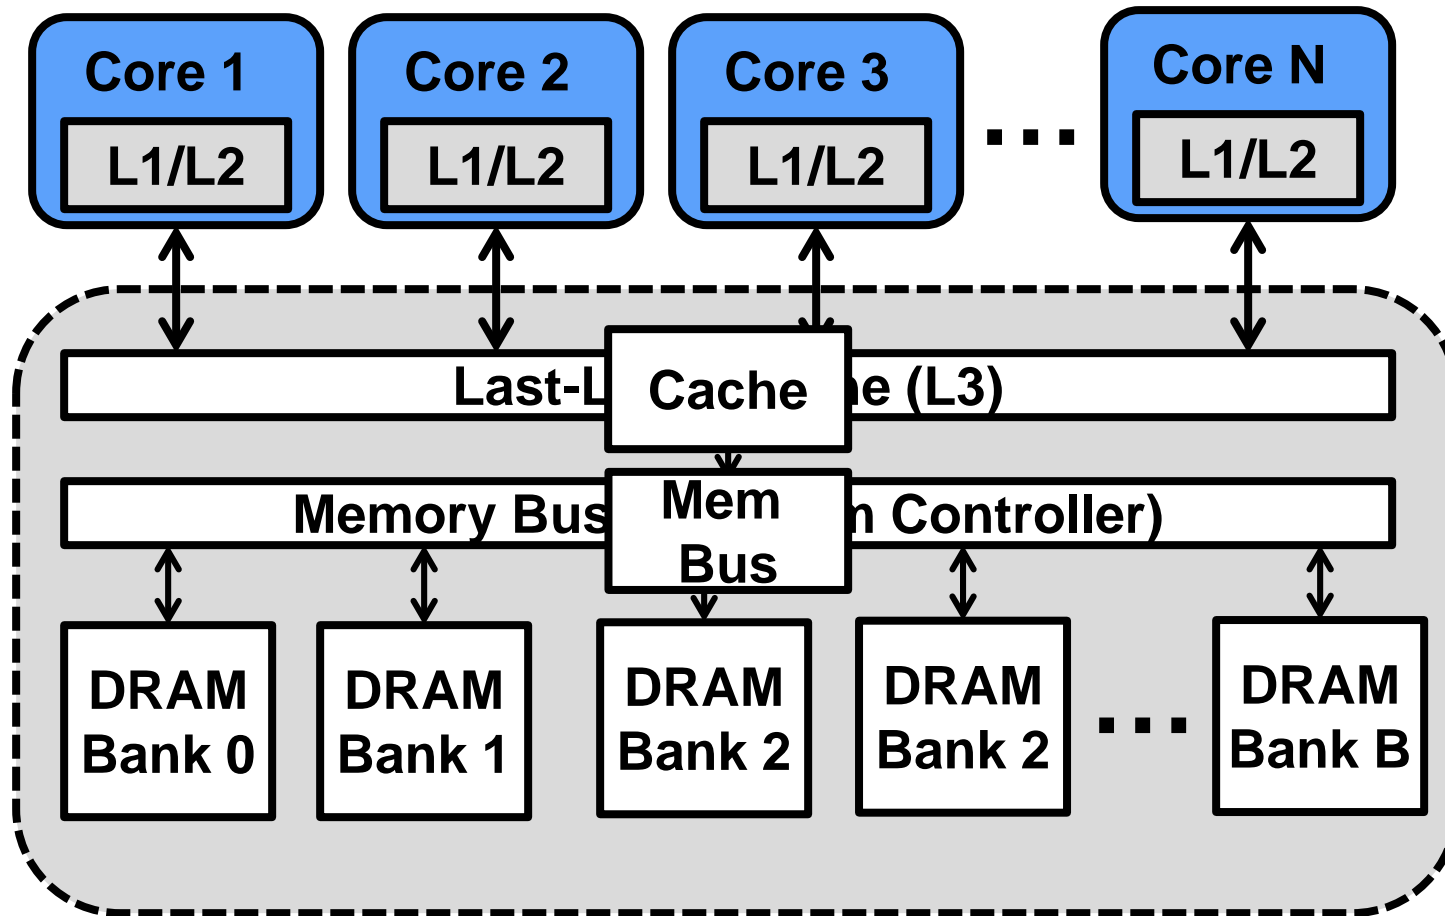 Core 1
Core 2
Core 3
Core N
L1/L2
L1/L2
L1/L2
...
L1/L2
Last-L
Cache
e (L3)
Memory Bus
Mem
Bus
Controller)
DRAM
Bank 0
DRAM
Bank 1
DRAM
Bank 2
DRAM
Bank 2
...
DRAM
Bank B